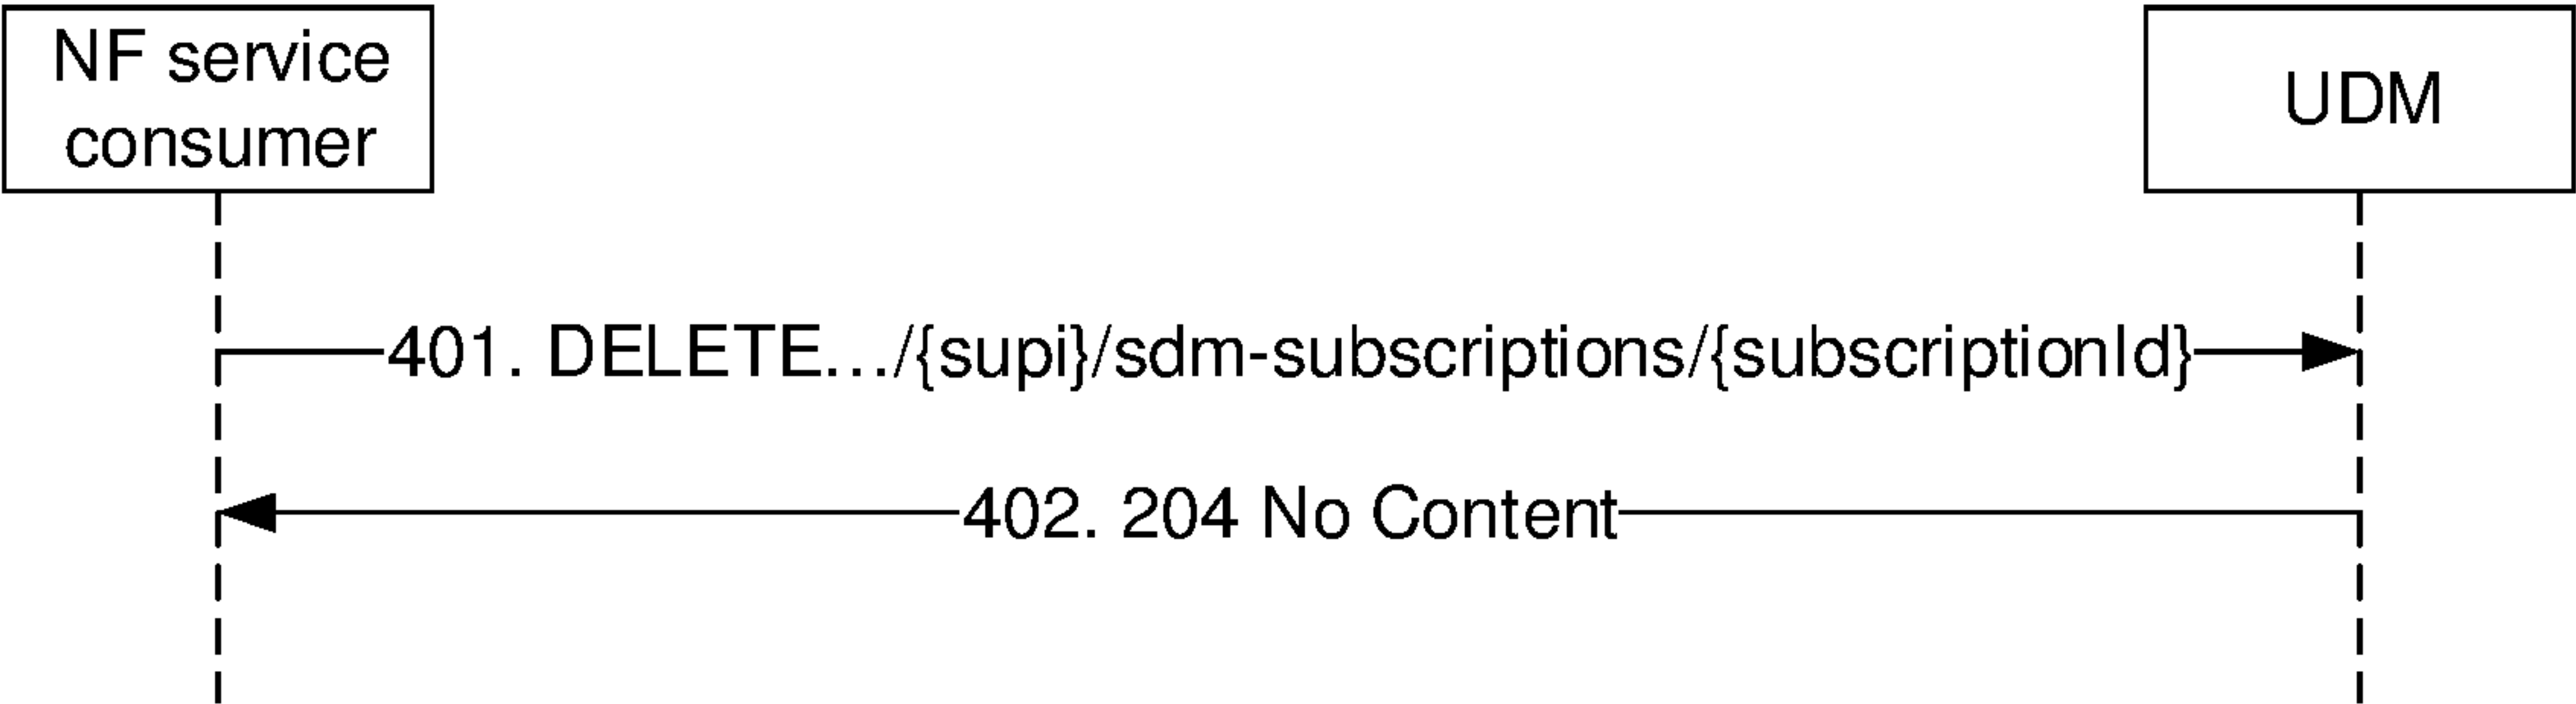 NF service
consumer
UDM
401. DELETE…/{supi}/sdm-subscriptions/{subscriptionId}
402. 204 No Content